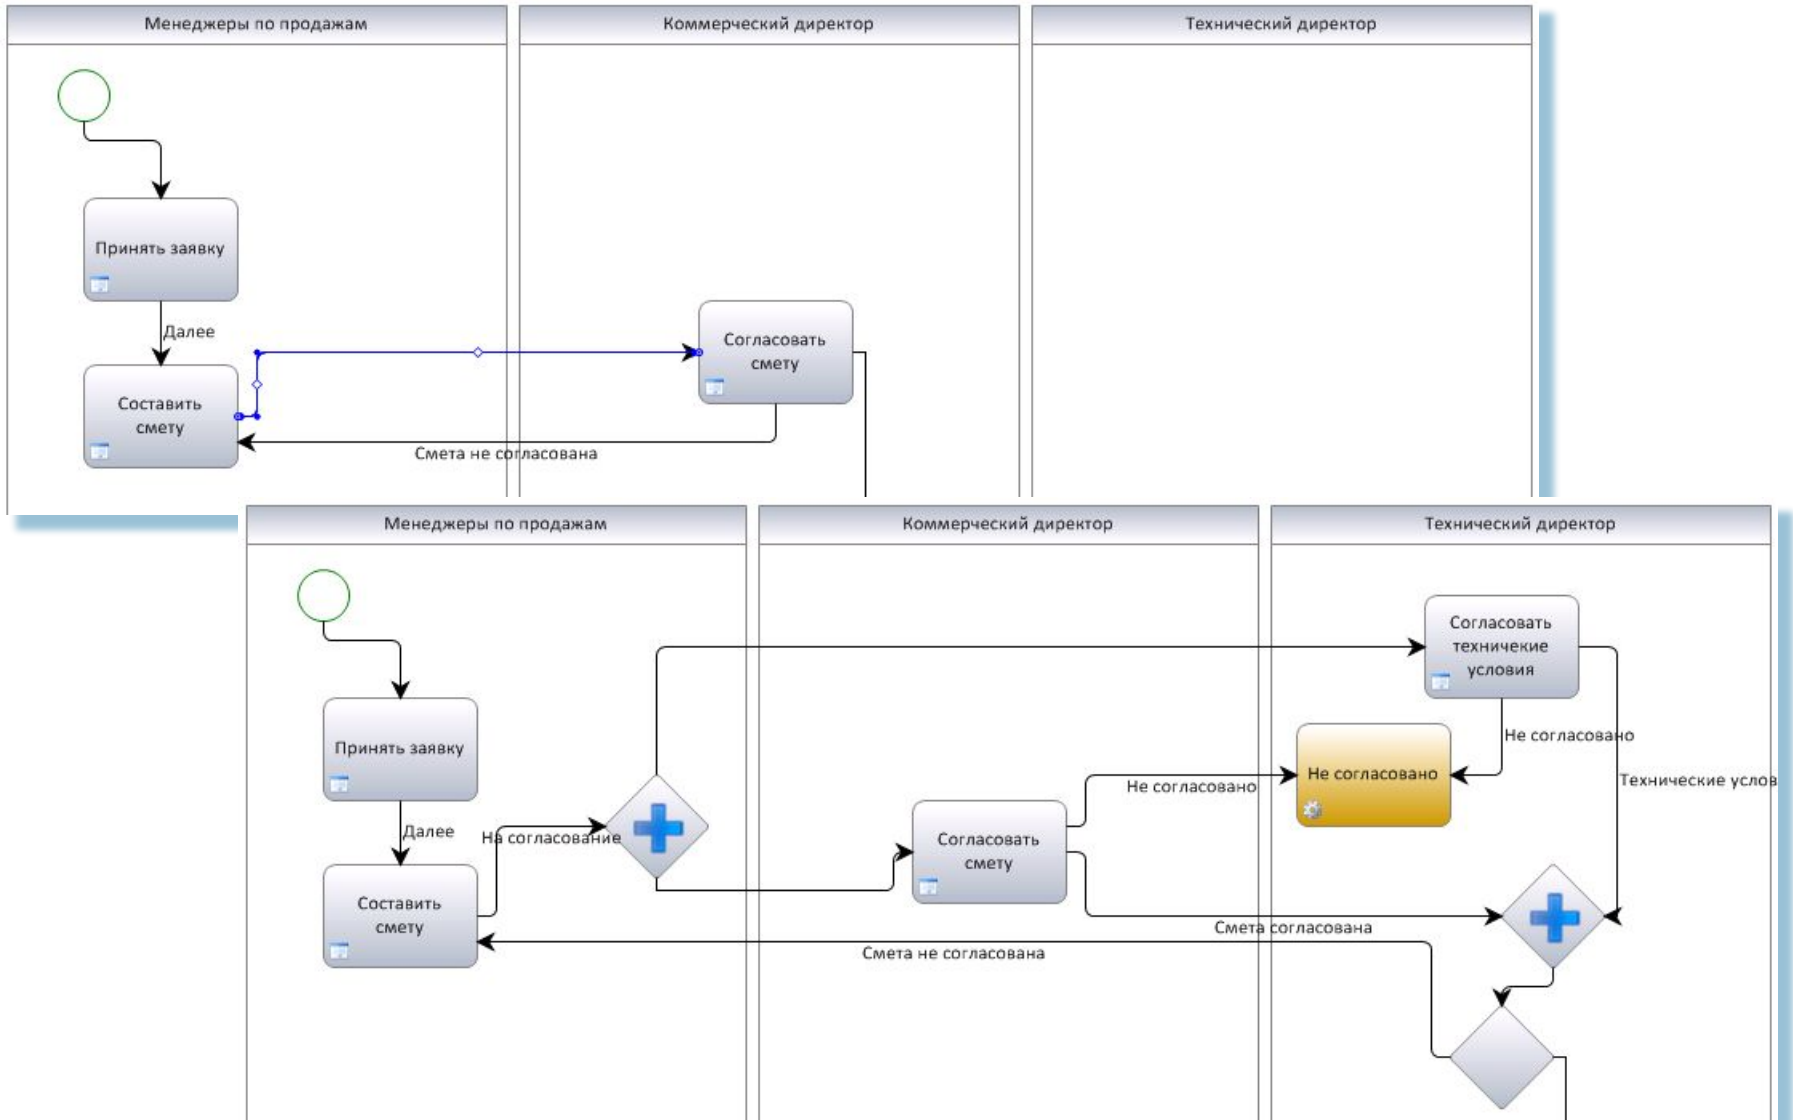 Менеджеры по продажам
Коммерческий директор
Технический директор
Принять заявку
Далее
Составить
смету
Согласовать
смету
Смета не согласована
Менеджеры по продажам
Коммерческий директор
Технический директор
Согласовать
техничекие
условия
Не согласовано
Принять заявку
Не согласовано
Не согласовано
Технические услов
Далее
На согласование
Согласовать
смету
Составить
смету
Смета согласована
Смета не согласована